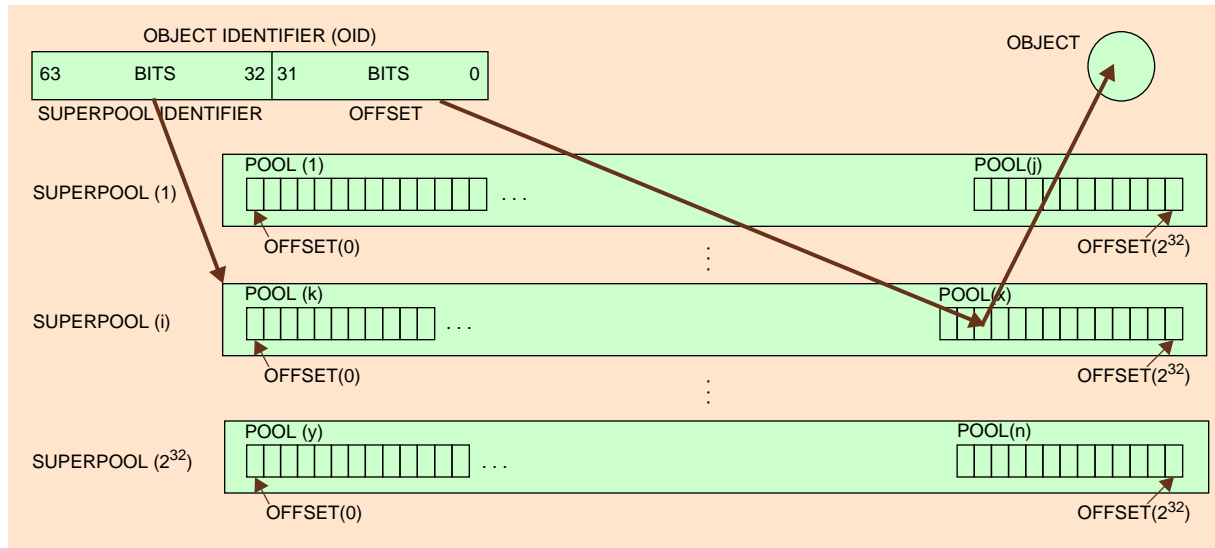 OBJECT IDENTIFIER (OID)
OBJECT
63 BITS 32 31 BITS 0
SUPERPOOL IDENTIFIER OFFSET
POOL (1) POOL(j)
SUPERPOOL (1) . . .
OFFSET(0) OFFSET(2³²)
. . .
POOL (k) POOL(x)
SUPERPOOL (i) . . .
OFFSET(0) OFFSET(2³²)
. . .
POOL (y) POOL(n)
SUPERPOOL (2³²) . . .
OFFSET(0) OFFSET(2³²)